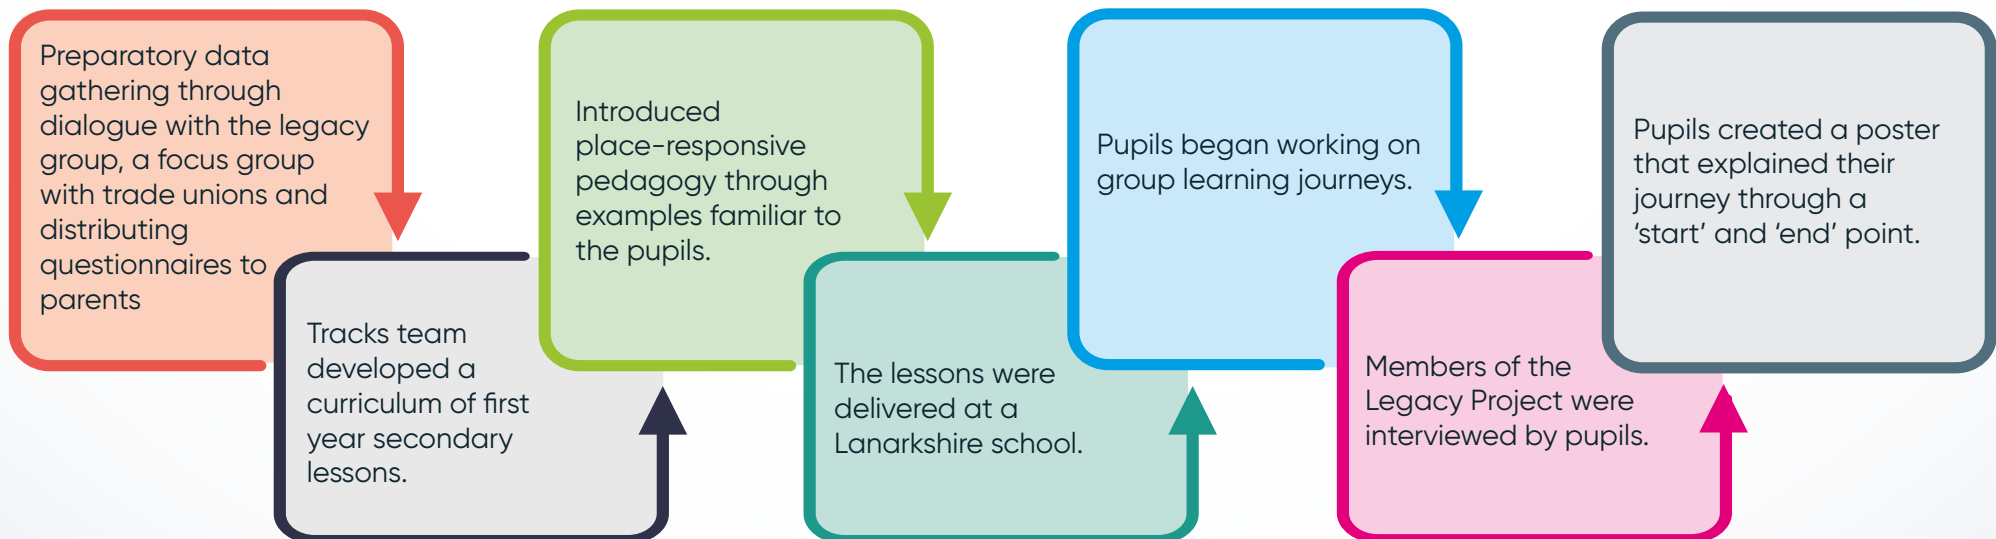 Preparatory data
gathering through
dialogue with the legacy
group, a focus group
with trade unions and
distributing
questionnaires to
parents
Tracks team
developed a
curriculum of first
year secondary
lessons.
Introduced
place-responsive
pedagogy through
examples familiar to
the pupils.
The lessons were
delivered at a
Lanarkshire school.
Pupils began working on
group learning journeys.
Members of the
Legacy Project were
interviewed by pupils.
Pupils created a poster
that explained their
journey through a
‘start’ and ‘end’ point.